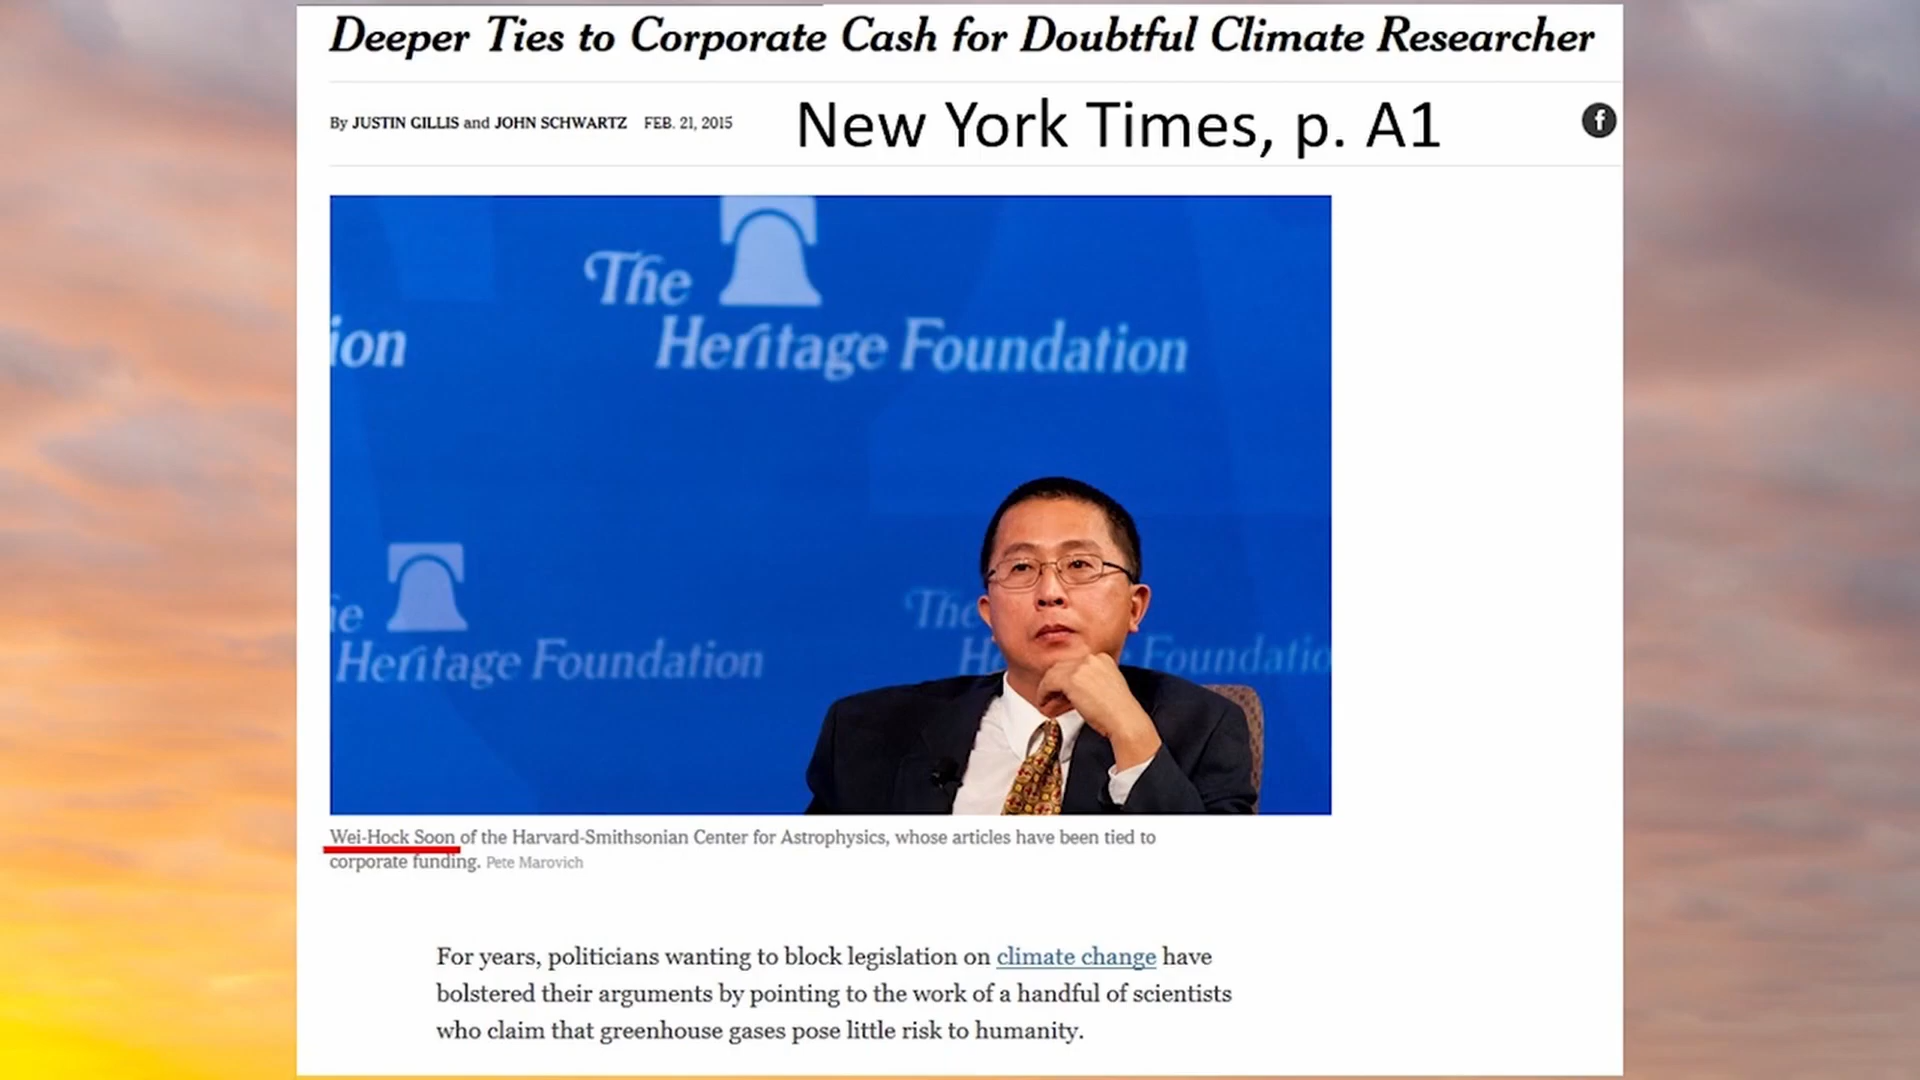 Deeper Ties to Corporate Cash for Doubtful Climate Researcher
By JUSTIN GILLIS and JOHN SCHWARTZ FEB. 21, 2015
New York Times, p. A1
f
The
Heritage Foundation
ion
The
Heritage Foundation
he
Heritage Foundation
Wei-Hock Soon of the Harvard-Smithsonian Center for Astrophysics, whose articles have been tied to
corporate funding. Pete Marovich
For years, politicians wanting to block legislation on climate change have
bolstered their arguments by pointing to the work of a handful of scientists
who claim that greenhouse gases pose little risk to humanity.